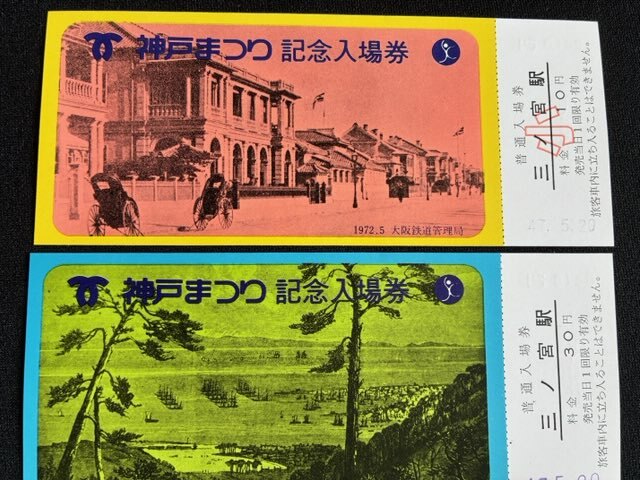 神戸まつり 記念入場券
1972.5 大阪鉄道管理局
普通入場券
三ノ宮駅
小
料金 10円
発売当日1回限り有効
旅客車内に立ち入ることはできません。
47.5.20
神戸まつり 記念入場券
普通入場券
三ノ宮駅
料金 30円
発売当日1回限り有効
旅客車内に立ち入ることはできません。